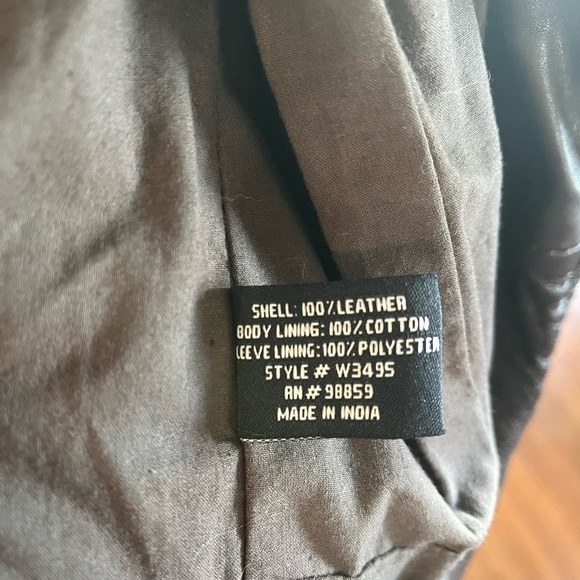 SHELL: 100% LEATHER
BODY LINING: 100% COTTON
LEEVE LINING: 100% POLYESTER
STYLE # W3495
RN # 98859
MADE IN INDIA